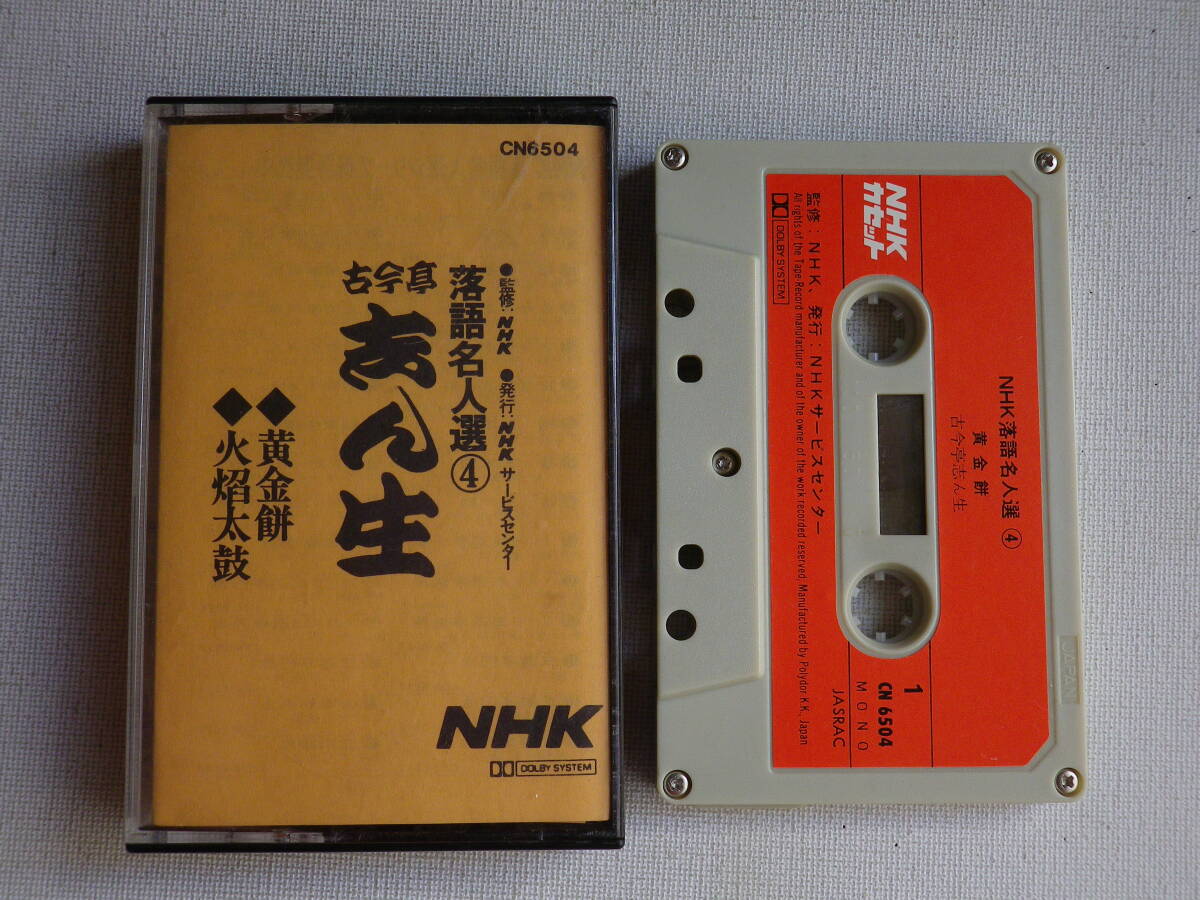 CN6504
●監修:NHK ●発行:NHKサービスセンター
落語名人選④
古今亭
志ん生
◆黄金餅
◆火焰太鼓
NHK
DOLBY SYSTEM
NHK
カセット
監修:NHK、発行:NHKサービスセンター
All rights of the Tape-Record manufacturer and of the owner of the work recorded reserved. Manufactured by Polydor K.K., Japan
DOLBY SYSTEM
NHK落語名人選 ④
黄金餅
古今亭志ん生
1
CN 6504
MONO
JASRAC
JAPAN